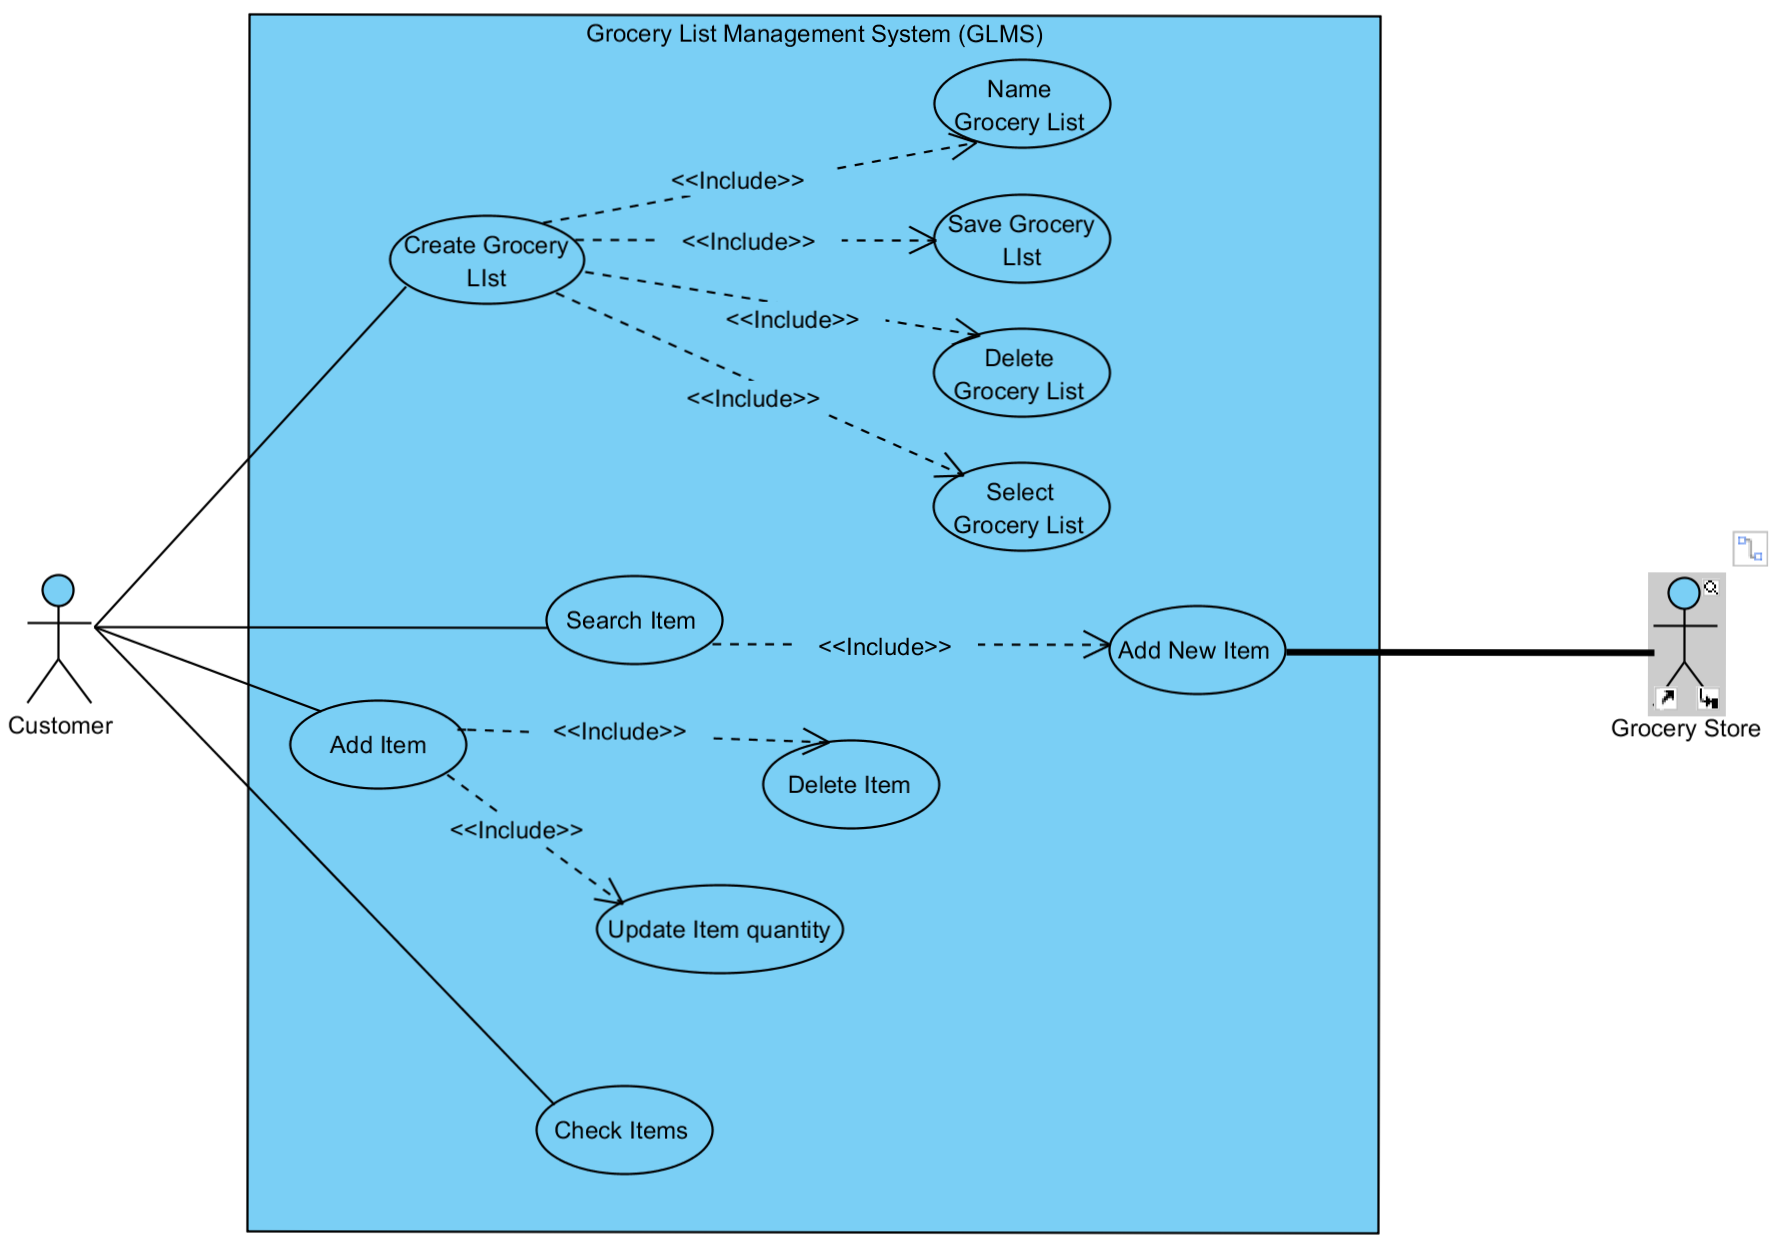 Grocery List Management System (GLMS)
Name
Grocery List
<<Include>>
Save Grocery
LIst
<<Include>>
Create Grocery
LIst
<<Include>>
Delete
Grocery List
<<Include>>
Select
Grocery List
Search Item
<<Include>>
Add New Item
Customer
Grocery Store
Add Item
<<Include>>
Delete Item
<<Include>>
Update Item quantity
Check Items